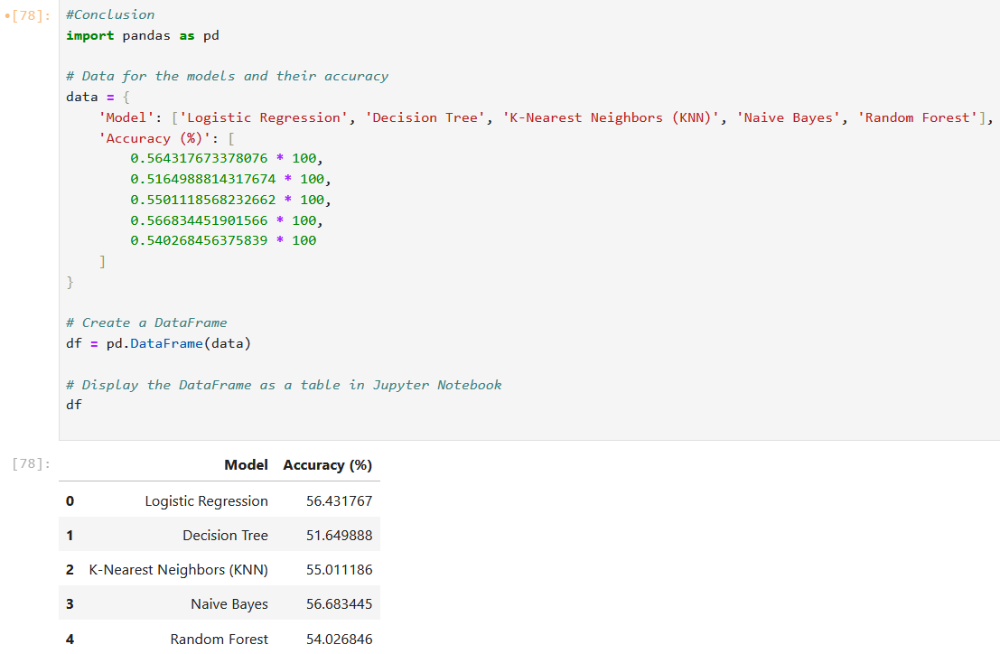 [78]:
#Conclusion
import pandas as pd
# Data for the models and their accuracy
data = {
    'Model': ['Logistic Regression', 'Decision Tree', 'K-Nearest Neighbors (KNN)', 'Naive Bayes', 'Random Forest'],
    'Accuracy (%)': [
        0.564317673378076 * 100,
        0.5164988814317674 * 100,
        0.5501118568232662 * 100,
        0.566834451901566 * 100,
        0.540268456375839 * 100
    ]
}
# Create a DataFrame
df = pd.DataFrame(data)
# Display the DataFrame as a table in Jupyter Notebook
df
[78]:
Model Accuracy (%)
0 Logistic Regression 56.431767
1 Decision Tree 51.649888
2 K-Nearest Neighbors (KNN) 55.011186
3 Naive Bayes 56.683445
4 Random Forest 54.026846